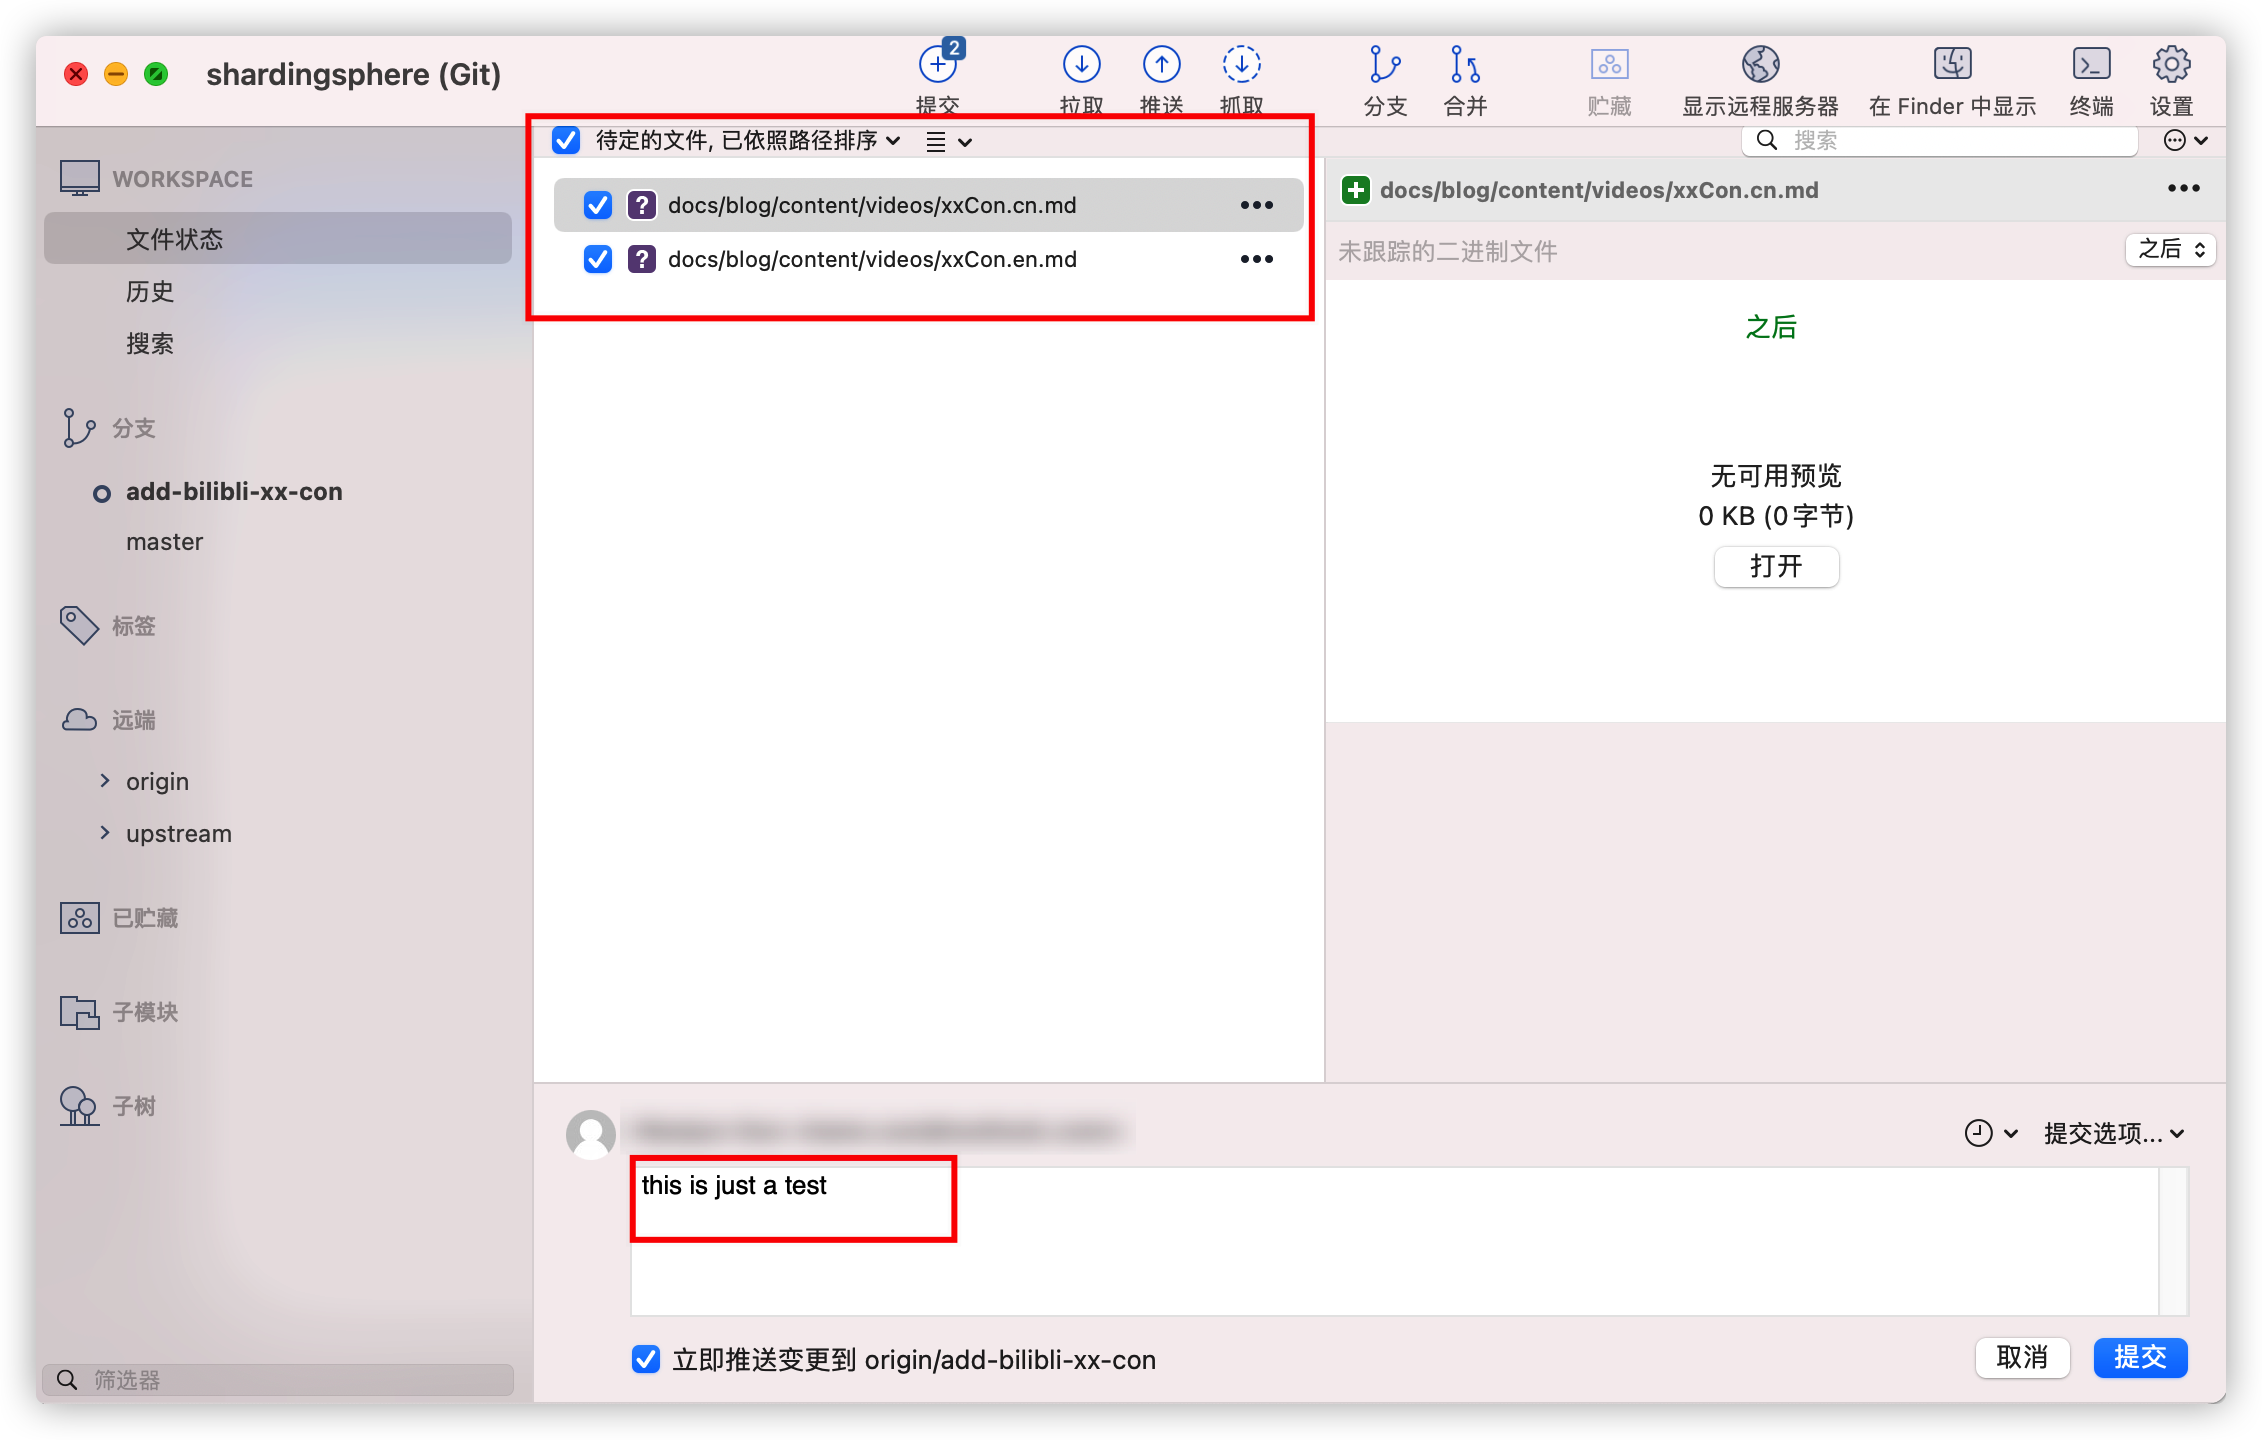 shardingsphere (Git)
2
提交
拉取
推送
抓取
分支
合并
贮藏
显示远程服务器
在 Finder 中显示
终端
设置
WORKSPACE
文件状态
历史
搜索
分支
add-bilibli-xx-con
master
标签
远端
origin
upstream
已贮藏
子模块
子树
筛选器
待定的文件, 已依照路径排序
搜索
docs/blog/content/videos/xxCon.cn.md
docs/blog/content/videos/xxCon.en.md
docs/blog/content/videos/xxCon.cn.md
未跟踪的二进制文件
之后
之后
无可用预览
0 KB (0 字节)
打开
提交选项...
this is just a test
立即推送变更到 origin/add-bilibli-xx-con
取消
提交